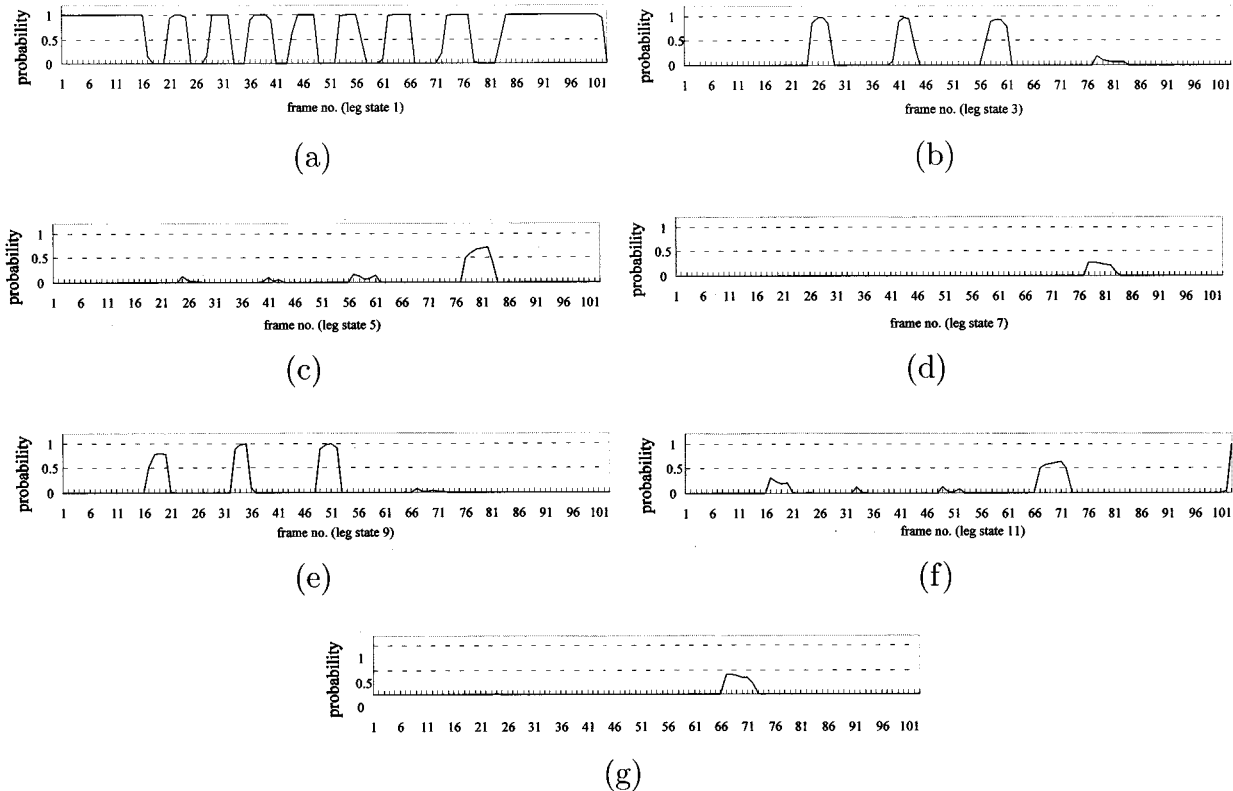 probability
1
0.5
0
1 6 11 16 21 26 31 36 41 46 51 56 61 66 71 76 81 86 91 96 101
frame no. (leg state 1)
(a)
probability
1
0.5
0
1 6 11 16 21 26 31 36 41 46 51 56 61 66 71 76 81 86 91 96 101
frame no. (leg state 3)
(b)
probability
1
0.5
0
1 6 11 16 21 26 31 36 41 46 51 56 61 66 71 76 81 86 91 96 101
frame no. (leg state 5)
(c)
probability
1
0.5
0
1 6 11 16 21 26 31 36 41 46 51 56 61 66 71 76 81 86 91 96 101
frame no. (leg state 7)
(d)
probability
1
0.5
0
1 6 11 16 21 26 31 36 41 46 51 56 61 66 71 76 81 86 91 96 101
frame no. (leg state 9)
(e)
probability
1
0.5
0
1 6 11 16 21 26 31 36 41 46 51 56 61 66 71 76 81 86 91 96 101
frame no. (leg state 11)
(f)
probability
1
0.5
0
1 6 11 16 21 26 31 36 41 46 51 56 61 66 71 76 81 86 91 96 101
(g)